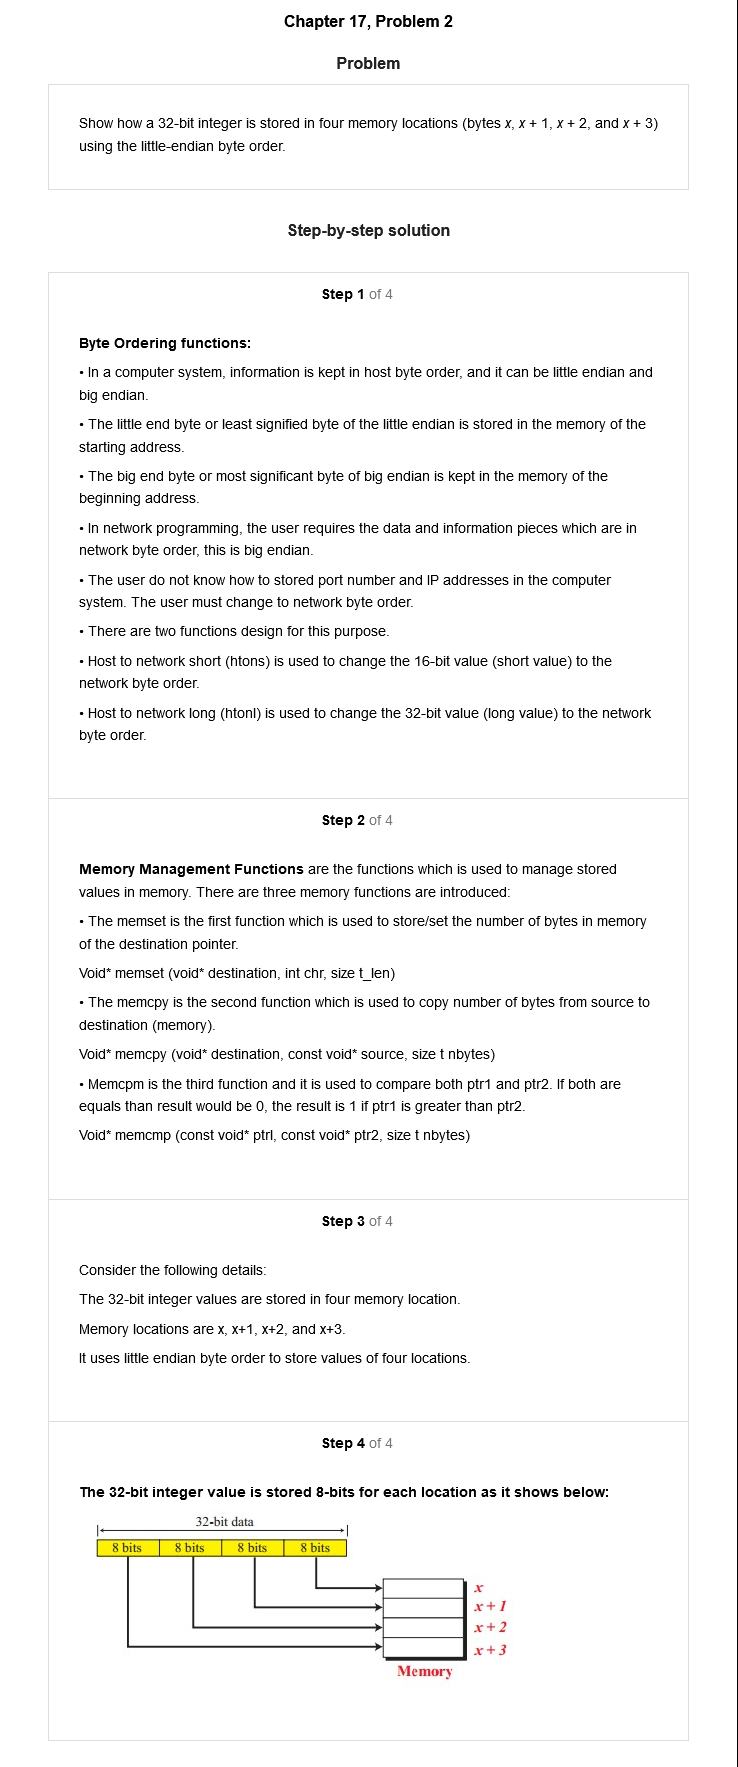 Chapter 17, Problem 2
Problem
Show how a 32-bit integer is stored in four memory locations (bytes x, x + 1, x + 2, and x + 3)
using the little-endian byte order.
Step-by-step solution
Step 1 of 4
Byte Ordering functions:
• In a computer system, information is kept in host byte order, and it can be little endian and
big endian.
• The little end byte or least signified byte of the little endian is stored in the memory of the
starting address.
• The big end byte or most significant byte of big endian is kept in the memory of the
beginning address.
• In network programming, the user requires the data and information pieces which are in
network byte order, this is big endian.
• The user do not know how to stored port number and IP addresses in the computer
system. The user must change to network byte order.
• There are two functions design for this purpose.
• Host to network short (htons) is used to change the 16-bit value (short value) to the
network byte order.
• Host to network long (htonl) is used to change the 32-bit value (long value) to the network
byte order.
Step 2 of 4
Memory Management Functions are the functions which is used to manage stored
values in memory. There are three memory functions are introduced:
• The memset is the first function which is used to store/set the number of bytes in memory
of the destination pointer.
Void* memset (void* destination, int chr, size t_len)
• The memcpy is the second function which is used to copy number of bytes from source to
destination (memory).
Void* memcpy (void* destination, const void* source, size t nbytes)
• Memcpm is the third function and it is used to compare both ptr1 and ptr2. If both are
equals than result would be 0, the result is 1 if ptr1 is greater than ptr2.
Void* memcmp (const void* ptrl, const void* ptr2, size t nbytes)
Step 3 of 4
Consider the following details:
The 32-bit integer values are stored in four memory location.
Memory locations are x, x+1, x+2, and x+3.
It uses little endian byte order to store values of four locations.
Step 4 of 4
The 32-bit integer value is stored 8-bits for each location as it shows below:
32-bit data
8 bits 8 bits 8 bits 8 bits
x
x + 1
x + 2
x + 3
Memory